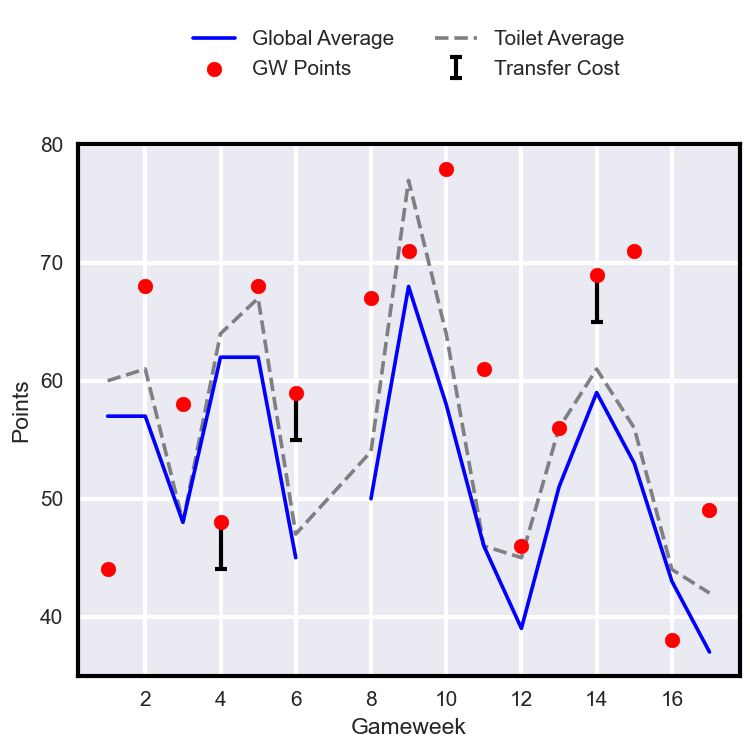 Global Average
Toilet Average
GW Points
Transfer Cost
80
70
60
50
40
Points
2 4 6 8 10 12 14 16
Gameweek